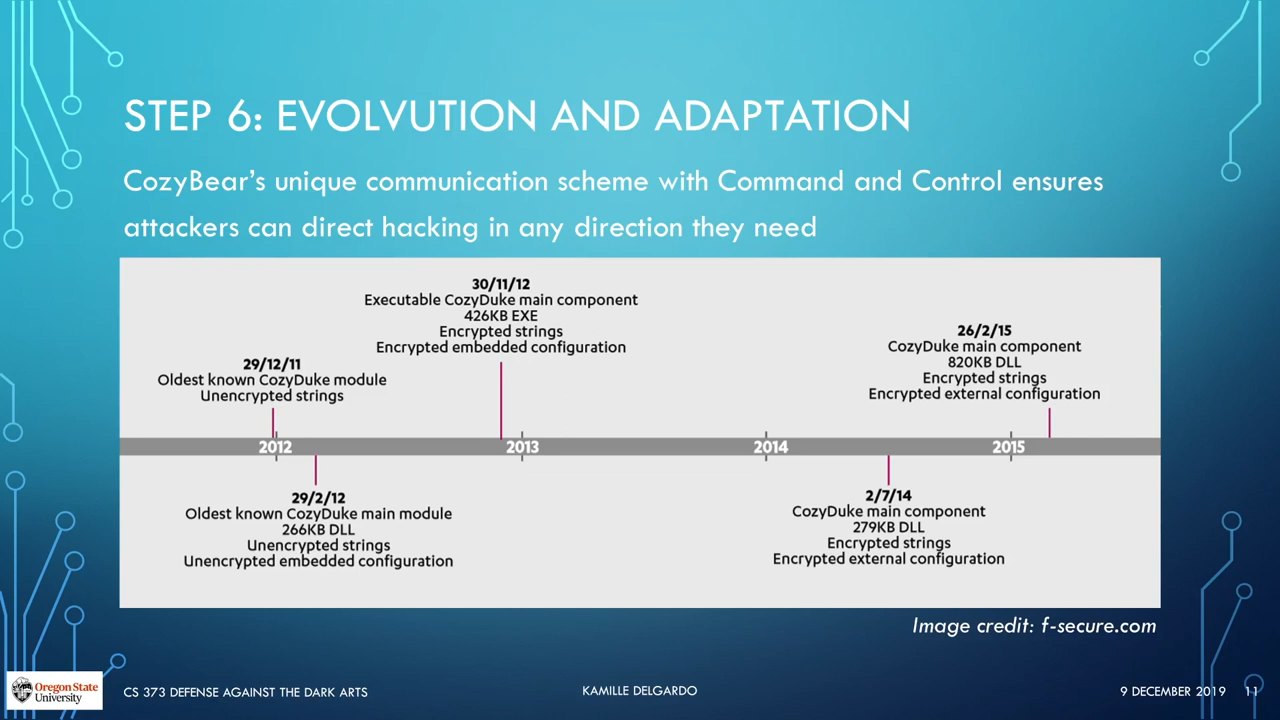 STEP 6: EVOLVUTION AND ADAPTATION
CozyBear's unique communication scheme with Command and Control ensures
attackers can direct hacking in any direction they need
30/11/12
Executable CozyDuke main component
426KB EXE
Encrypted strings
Encrypted embedded configuration
29/12/11
Oldest known CozyDuke module
Unencrypted strings
26/2/15
CozyDuke main component
820KB DLL
Encrypted strings
Encrypted external configuration
2012
2013
2014
2015
29/2/12
Oldest known CozyDuke main module
266KB DLL
Unencrypted strings
Unencrypted embedded configuration
2/7/14
CozyDuke main component
279KB DLL
Encrypted strings
Encrypted external configuration
Image credit: f-secure.com
Oregon State
University
CS 373 DEFENSE AGAINST THE DARK ARTS
KAMILLE DELGARDO
9 DECEMBER 2019
11